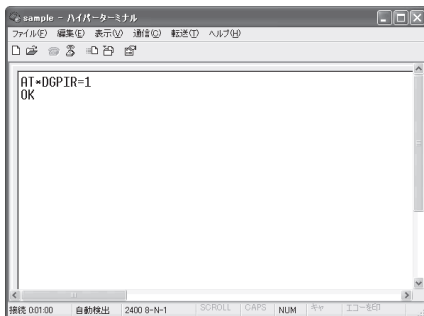 sample - ハイパーターミナル
ファイル(F) 編集(E) 表示(V) 通信(C) 転送(T) ヘルプ(H)
AT*DGPIR=1
OK
接続 0:01:00 自動検出 2400 8-N-1 SCROLL CAPS NUM キャ エコーを印